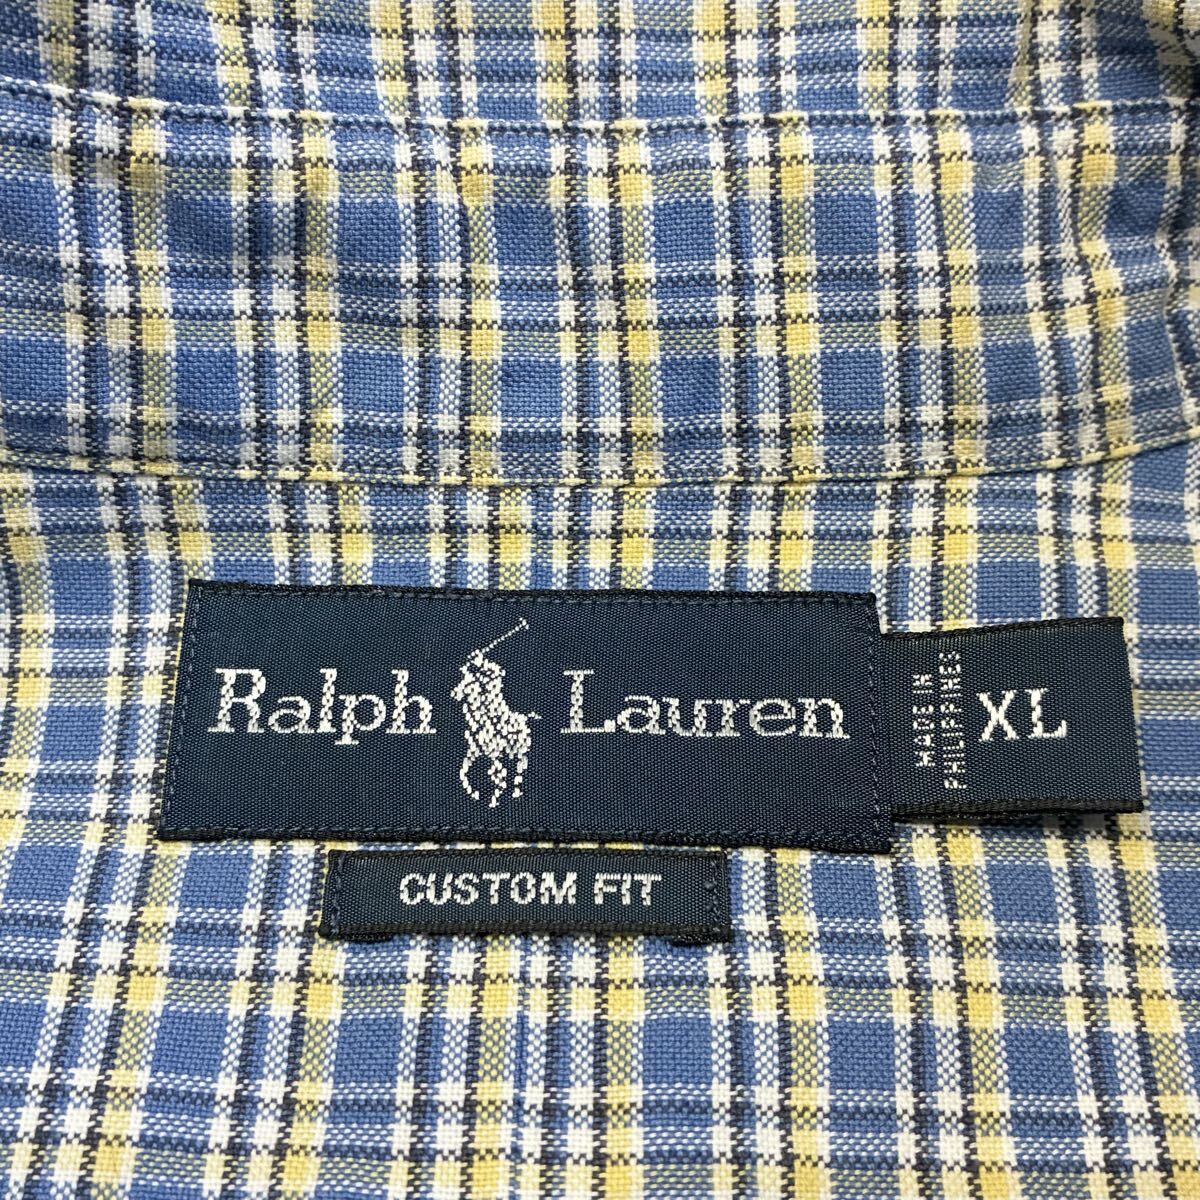 Ralph Lauren
MADE IN
PHILIPPINES
XL
CUSTOM FIT